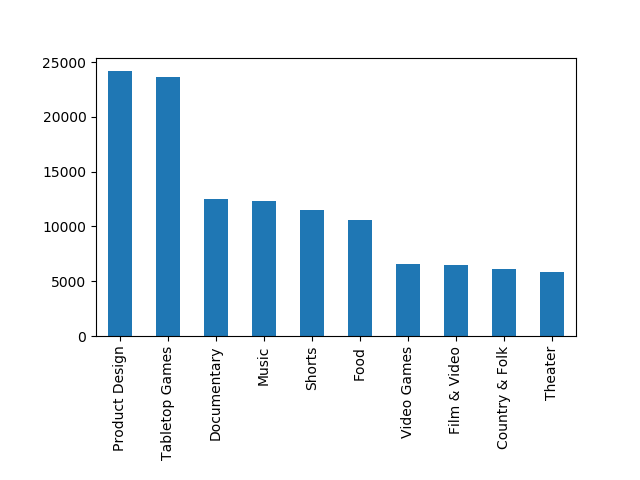 25000
20000
15000
10000
5000
0
Product Design
Tabletop Games
Documentary
Music
Shorts
Food
Video Games
Film & Video
Country & Folk
Theater